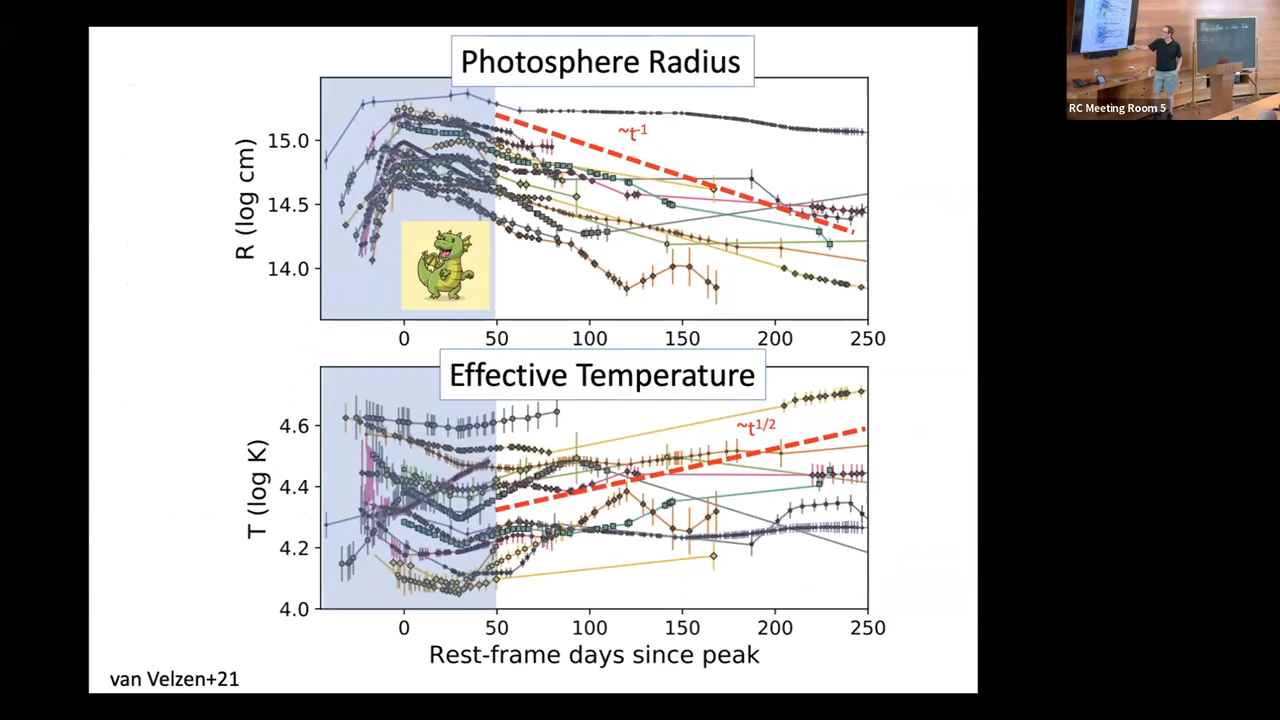 Photosphere Radius
~t⁻¹
R (log cm)
15.0
14.5
14.0
0 50 100 150 200 250
Effective Temperature
~t¹/²
T (log K)
4.6
4.4
4.2
4.0
0 50 100 150 200 250
Rest-frame days since peak
van Velzen+21
RC Meeting Room 5